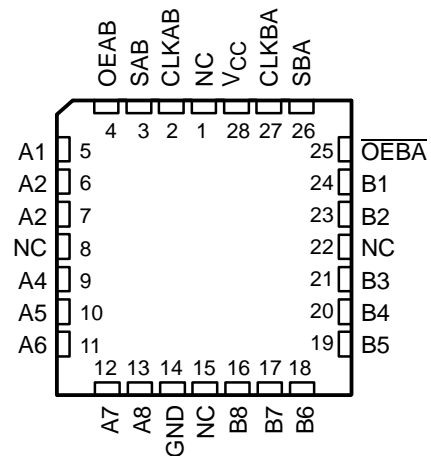 OEAB SAB CLKAB NC VCC CLKBA SBA
4 3 2 1 28 27 26
A1 5 25 OEBA
A2 6 24 B1
A2 7 23 B2
NC 8 22 NC
A4 9 21 B3
A5 10 20 B4
A6 11 19 B5
12 13 14 15 16 17 18
A7 A8 GND NC B8 B7 B6